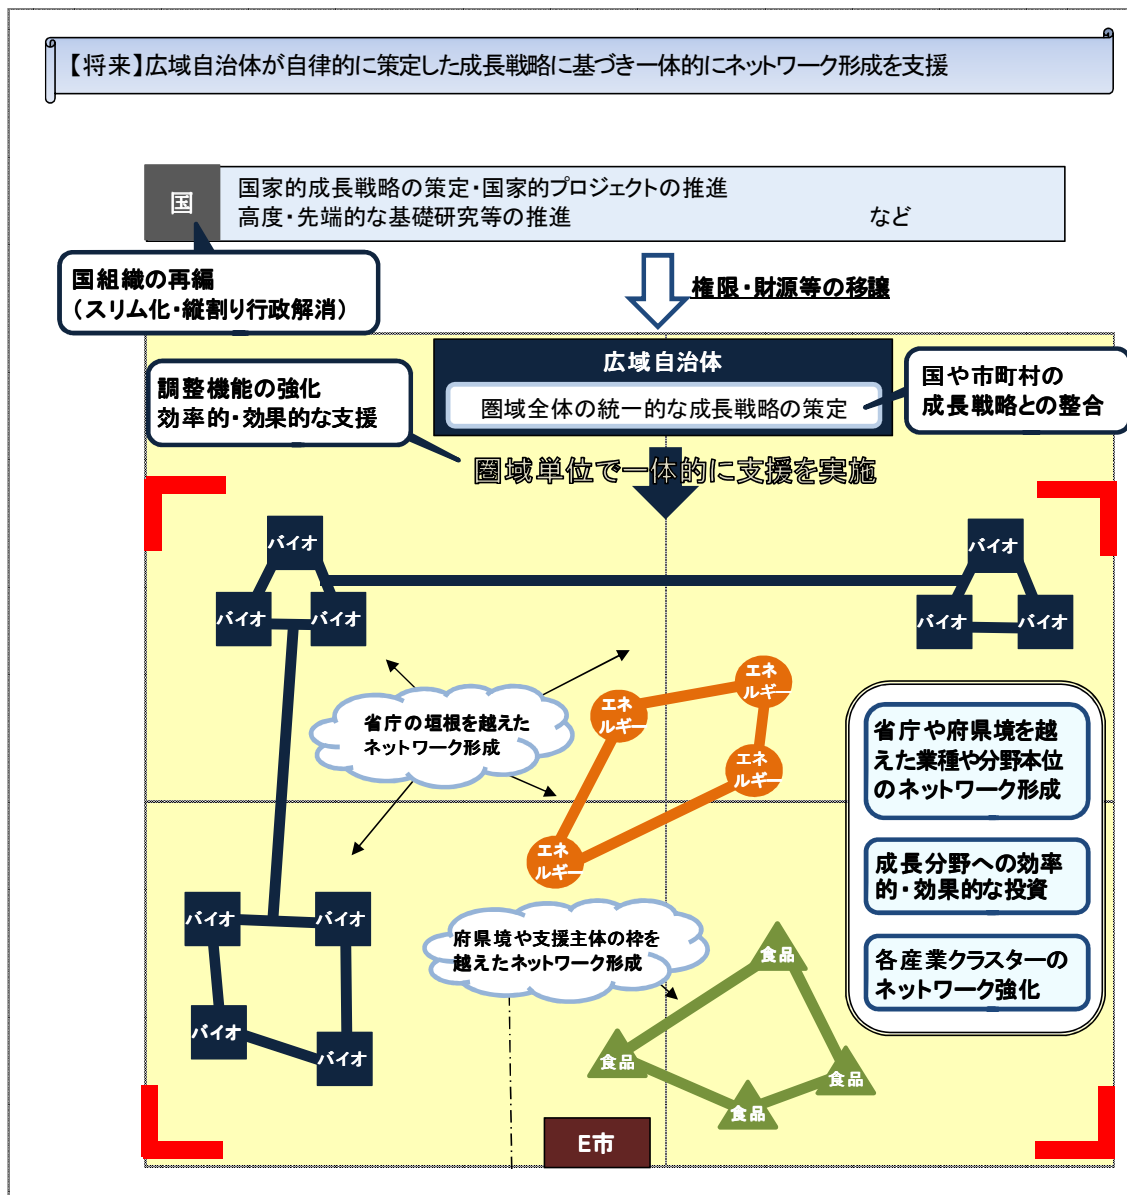 【将来】広域自治体が自律的に策定した成長戦略に基づき一体的にネットワーク形成を支援
国
国家的成長戦略の策定・国家的プロジェクトの推進
高度・先端的な基礎研究等の推進 など
国組織の再編
（スリム化・縦割り行政解消）
権限・財源等の移譲
広域自治体
圏域全体の統一的な成長戦略の策定
調整機能の強化
効率的・効果的な支援
国や市町村の
成長戦略との整合
圏域単位で一体的に支援を実施
バイオ
バイオ
バイオ
バイオ
バイオ
バイオ
エネ
ルギー
エネ
ルギー
エネ
ルギー
エネ
ルギー
省庁の垣根を越えた
ネットワーク形成
省庁や府県境を越
えた業種や分野本位
のネットワーク形成
成長分野への効率
的・効果的な投資
各産業クラスターの
ネットワーク強化
バイオ
バイオ
バイオ
バイオ
府県境や支援主体の枠を
越えたネットワーク形成
食品
食品
食品
食品
E市